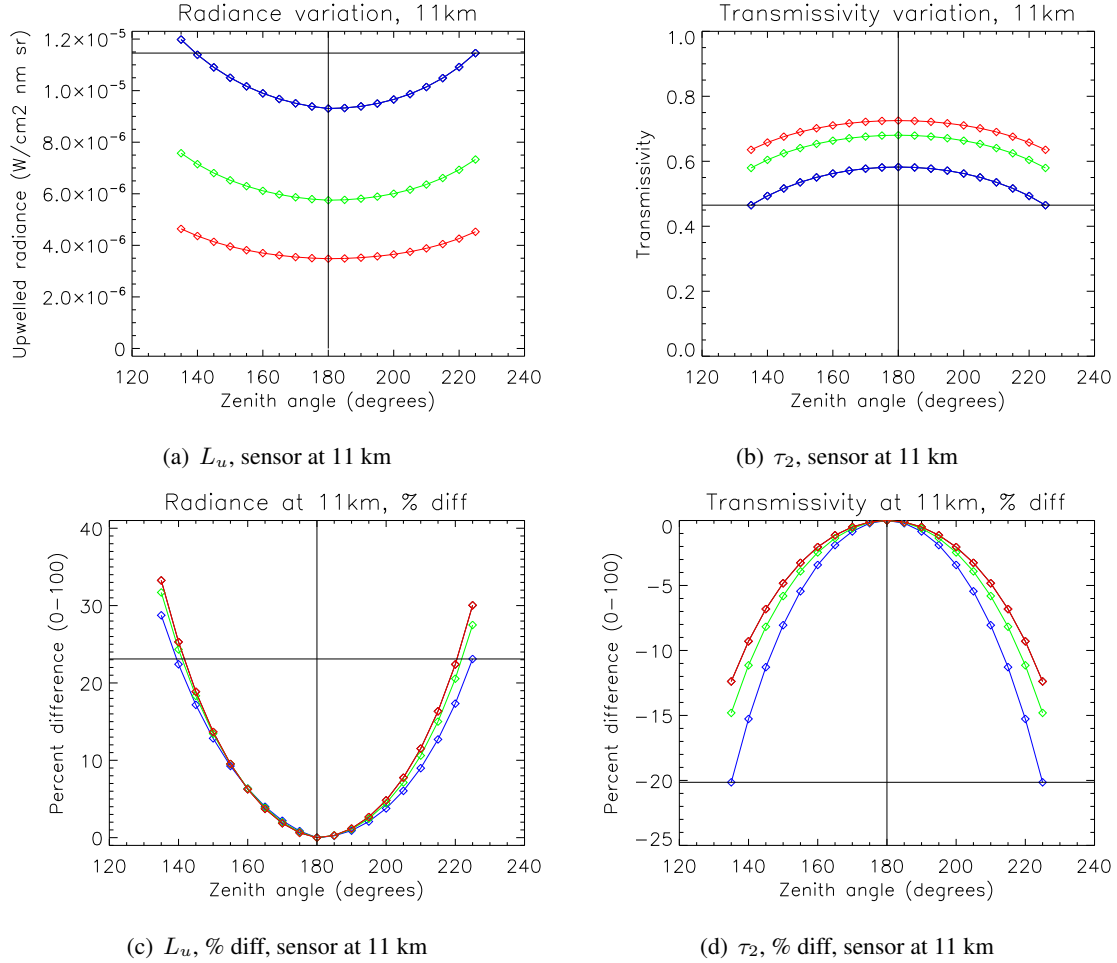 Radiance variation, 11km
Upwelled radiance (W/cm2 nm sr)
1.2×10⁻⁵
1.0×10⁻⁵
8.0×10⁻⁶
6.0×10⁻⁶
4.0×10⁻⁶
2.0×10⁻⁶
0
120 140 160 180 200 220 240
Zenith angle (degrees)
(a) Lᵤ, sensor at 11 km
Transmissivity variation, 11km
Transmissivity
1.0
0.8
0.6
0.4
0.2
0.0
120 140 160 180 200 220 240
Zenith angle (degrees)
(b) τ₂, sensor at 11 km
Radiance at 11km, % diff
Percent difference (0-100)
40
30
20
10
0
120 140 160 180 200 220 240
Zenith angle (degrees)
(c) Lᵤ, % diff, sensor at 11 km
Transmissivity at 11km, % diff
Percent difference (0-100)
0
-5
-10
-15
-20
-25
120 140 160 180 200 220 240
Zenith angle (degrees)
(d) τ₂, % diff, sensor at 11 km